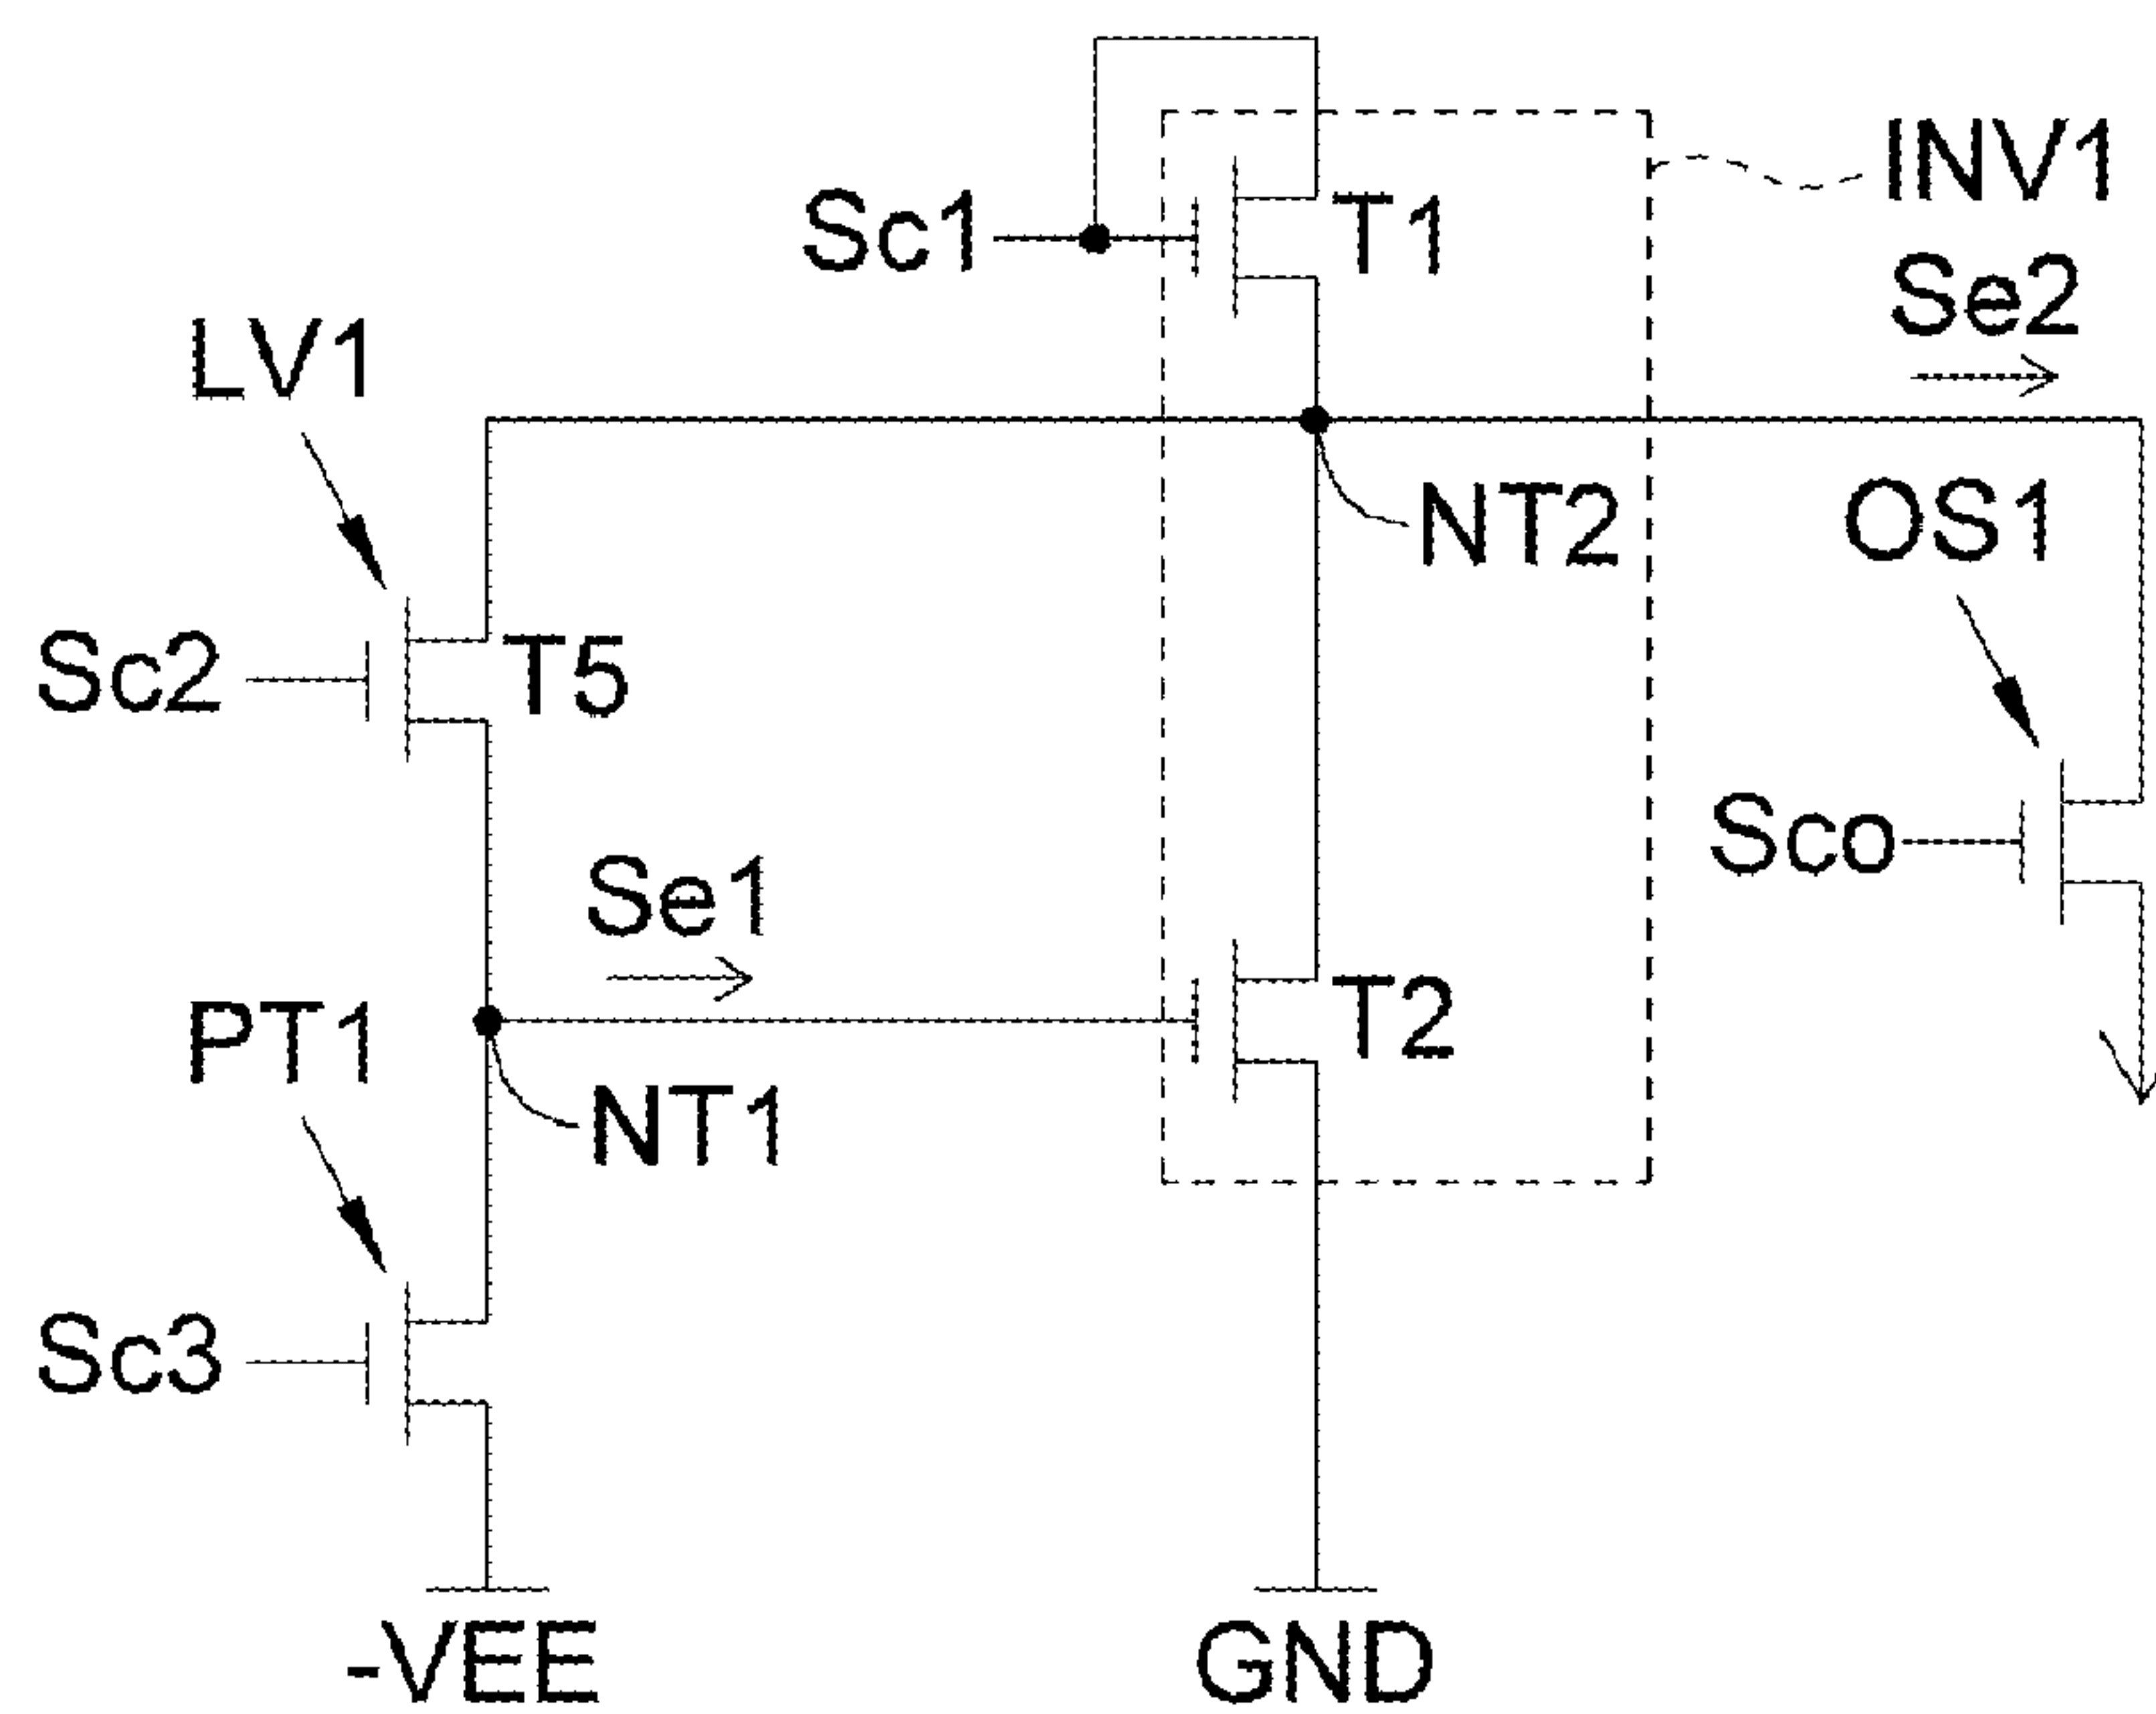 INV1
Sc1
T1
Se2
LV1
NT2
OS1
Sc2
T5
Sco
Se1
PT1
T2
NT1
Sc3
-VEE
GND